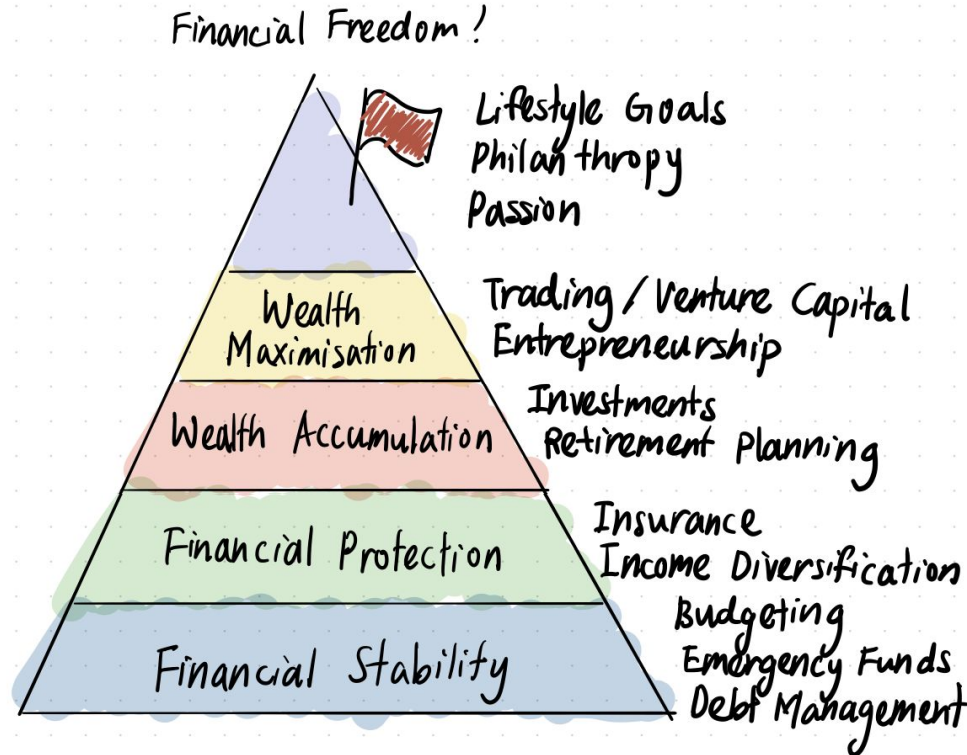 Financial Freedom!
Lifestyle Goals
Philanthropy
Passion
Wealth
Maximisation
Trading / Venture Capital
Entrepreneurship
Wealth Accumulation
Investments
Retirement Planning
Financial Protection
Insurance
Income Diversification
Financial Stability
Budgeting
Emergency Funds
Debt Management